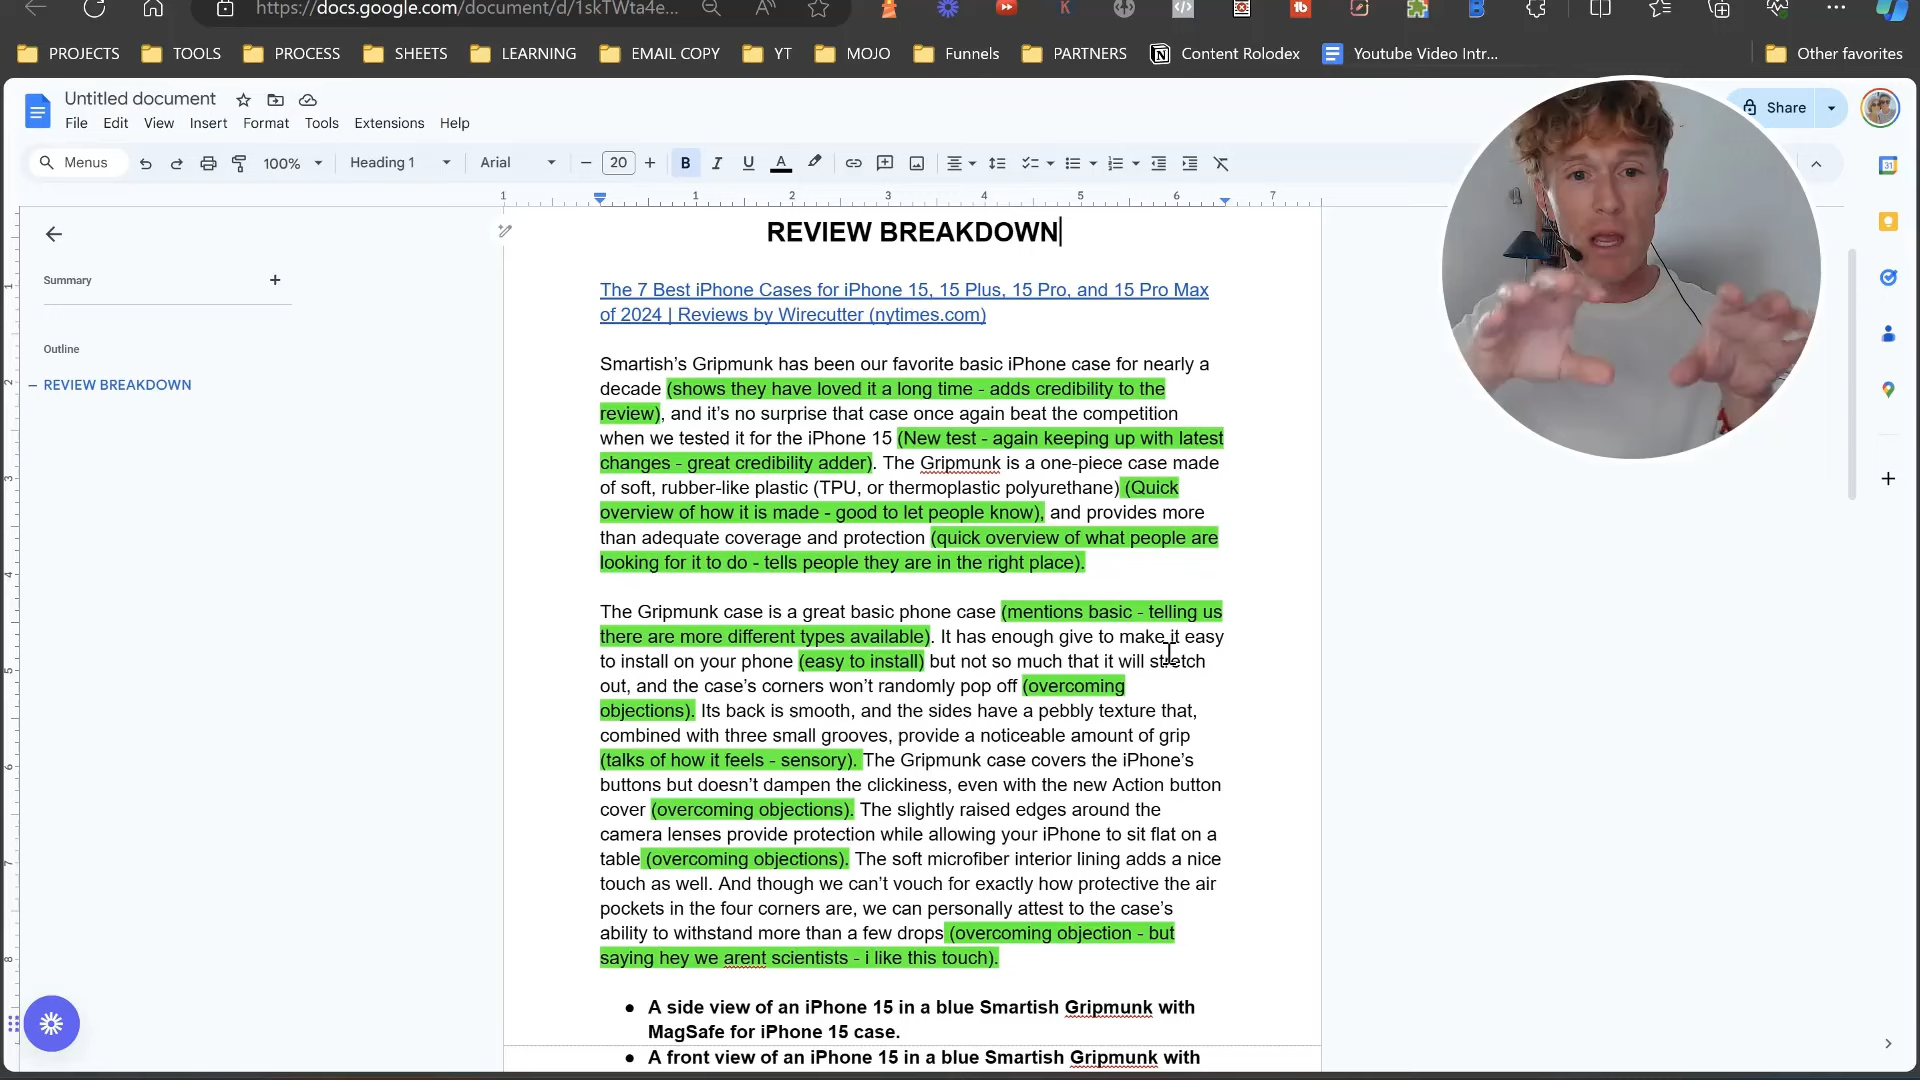 https://docs.google.com/document/d/1skTWta4e...
PROJECTS TOOLS PROCESS SHEETS LEARNING EMAIL COPY YT MOJO Funnels PARTNERS Content Rolodex Youtube Video Intr... Other favorites
Untitled document
Share
File Edit View Insert Format Tools Extensions Help
Menus 100% Heading 1 Arial 20 B I U A
1 1 2 3 4 5 6 7
REVIEW BREAKDOWN
Summary
Outline
REVIEW BREAKDOWN
The 7 Best iPhone Cases for iPhone 15, 15 Plus, 15 Pro, and 15 Pro Max
of 2024 | Reviews by Wirecutter (nytimes.com)
Smartish’s Gripmunk has been our favorite basic iPhone case for nearly a
decade (shows they have loved it a long time - adds credibility to the
review), and it’s no surprise that case once again beat the competition
when we tested it for the iPhone 15 (New test - again keeping up with latest
changes - great credibility adder). The Gripmunk is a one-piece case made
of soft, rubber-like plastic (TPU, or thermoplastic polyurethane) (Quick
overview of how it is made - good to let people know), and provides more
than adequate coverage and protection (quick overview of what people are
looking for it to do - tells people they are in the right place).
The Gripmunk case is a great basic phone case (mentions basic - telling us
there are more different types available). It has enough give to make it easy
to install on your phone (easy to install) but not so much that it will stretch
out, and the case’s corners won’t randomly pop off (overcoming
objections). Its back is smooth, and the sides have a pebbly texture that,
combined with three small grooves, provide a noticeable amount of grip
(talks of how it feels - sensory). The Gripmunk case covers the iPhone’s
buttons but doesn’t dampen the clickiness, even with the new Action button
cover (overcoming objections). The slightly raised edges around the
camera lenses provide protection while allowing your iPhone to sit flat on a
table (overcoming objections). The soft microfiber interior lining adds a nice
touch as well. And though we can’t vouch for exactly how protective the air
pockets in the four corners are, we can personally attest to the case’s
ability to withstand more than a few drops (overcoming objection - but
saying hey we arent scientists - i like this touch).
● A side view of an iPhone 15 in a blue Smartish Gripmunk with
MagSafe for iPhone 15 case.
● A front view of an iPhone 15 in a blue Smartish Gripmunk with